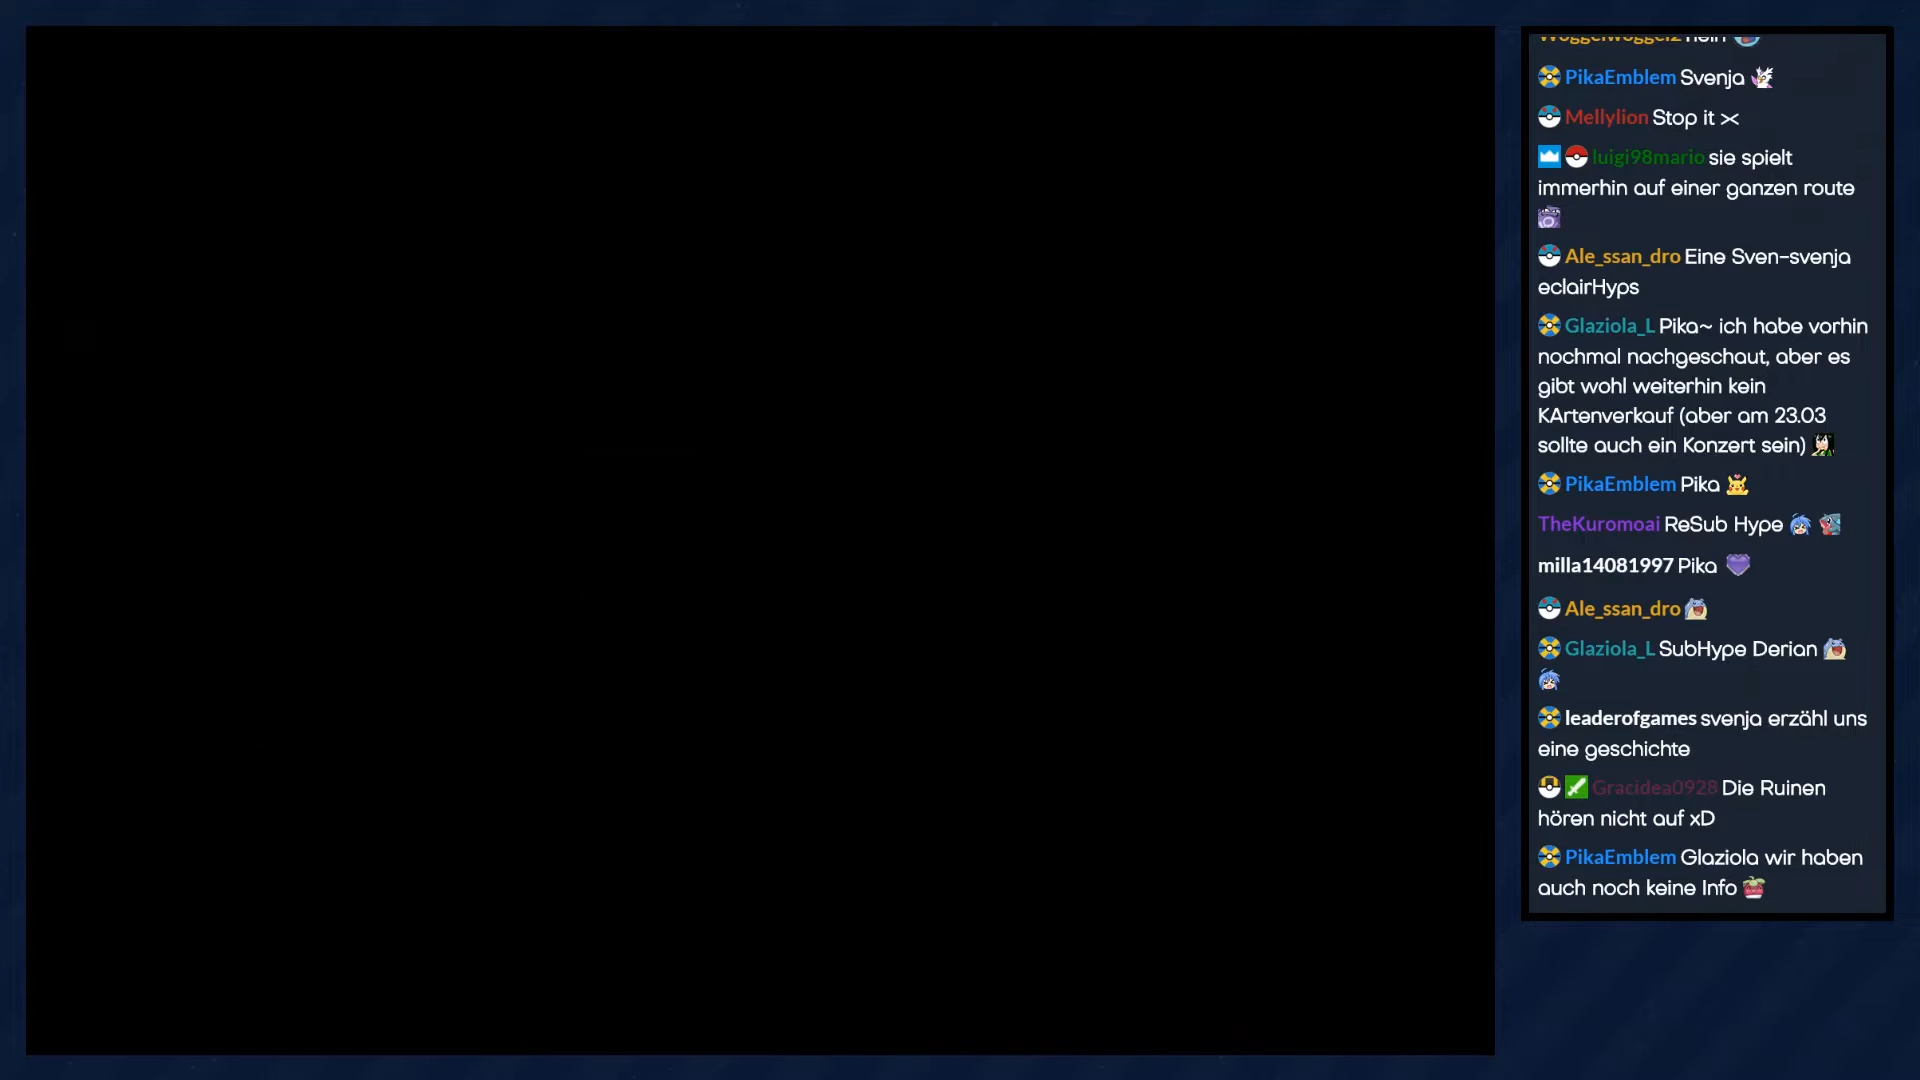 PikaEmblem Svenja
Mellylion Stop it ><
luigi98mario sie spielt
immerhin auf einer ganzen route
Ale_ssan_dro Eine Sven-svenja
eclairHyps
Glaziola_L Pika~ ich habe vorhin
nochmal nachgeschaut, aber es
gibt wohl weiterhin kein
KArtenverkauf (aber am 23.03
sollte auch ein Konzert sein)
PikaEmblem Pika
TheKuromoai ReSub Hype
milla14081997 Pika
Ale_ssan_dro
Glaziola_L SubHype Derian
leaderofgames svenja erzähl uns
eine geschichte
Gracidea0928 Die Ruinen
hören nicht auf xD
PikaEmblem Glaziola wir haben
auch noch keine Info